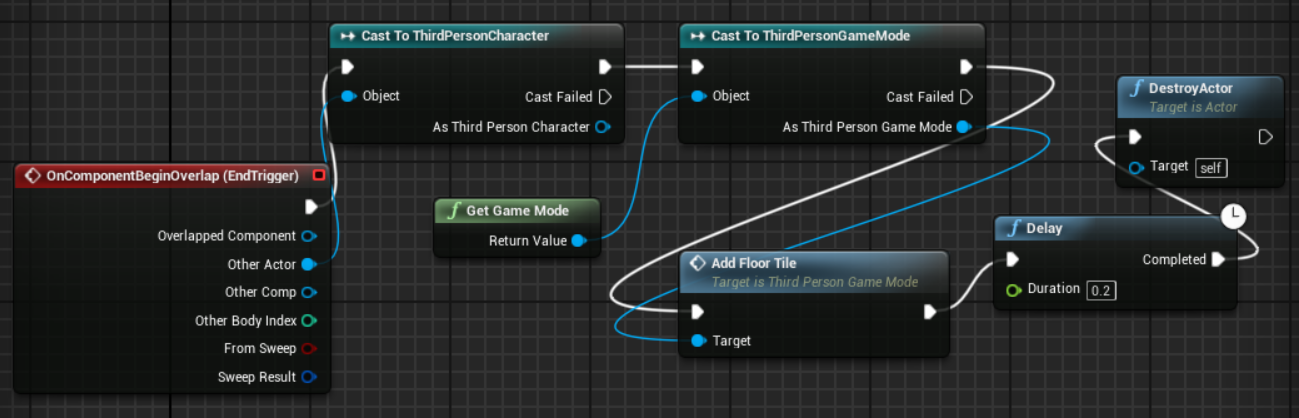 Cast To ThirdPersonCharacter
Object
Cast Failed
As Third Person Character
Cast To ThirdPersonGameMode
Object
Cast Failed
As Third Person Game Mode
DestroyActor
Target is Actor
Target self
OnComponentBeginOverlap (EndTrigger)
Overlapped Component
Other Actor
Other Comp
Other Body Index
From Sweep
Sweep Result
f Get Game Mode
Return Value
Add Floor Tile
Target is Third Person Game Mode
Target
f Delay
Completed
Duration 0.2